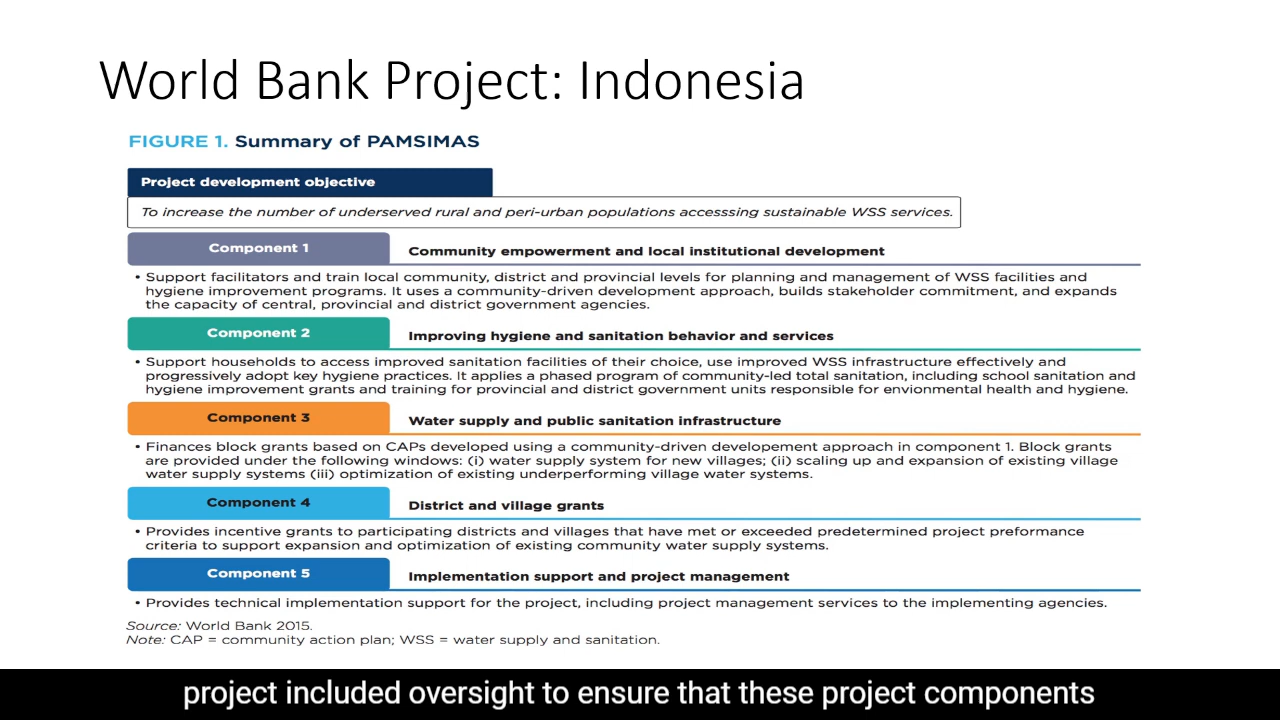 World Bank Project: Indonesia
FIGURE 1. Summary of PAMSIMAS
Project development objective
To increase the number of underserved rural and peri-urban populations accesssing sustainable WSS services.
Component 1
Community empowerment and local institutional development
• Support facilitators and train local community, district and provincial levels for planning and management of WSS facilities and
hygiene improvement programs. It uses a community-driven development approach, builds stakeholder commitment, and expands
the capacity of central, provincial and district government agencies.
Component 2
Improving hygiene and sanitation behavior and services
• Support households to access improved sanitation facilities of their choice, use improved WSS infrastructure effectively and
progressively adopt key hygiene practices. It applies a phased program of community-led total sanitation, including school sanitation and
hygiene improvement grants and training for provincial and district government units responsible for envionmental health and hygiene.
Component 3
Water supply and public sanitation infrastructure
• Finances block grants based on CAPs developed using a community-driven developement approach in component 1. Block grants
are provided under the following windows: (i) water supply system for new villages; (ii) scaling up and expansion of existing village
water supply systems (iii) optimization of existing underperforming village water systems.
Component 4
District and village grants
• Provides incentive grants to participating districts and villages that have met or exceeded predetermined project preformance
criteria to support expansion and optimization of existing community water supply systems.
Component 5
Implementation support and project management
• Provides technical implementation support for the project, including project management services to the implementing agencies.
Source: World Bank 2015.
Note: CAP = community action plan; WSS = water supply and sanitation.
project included oversight to ensure that these project components